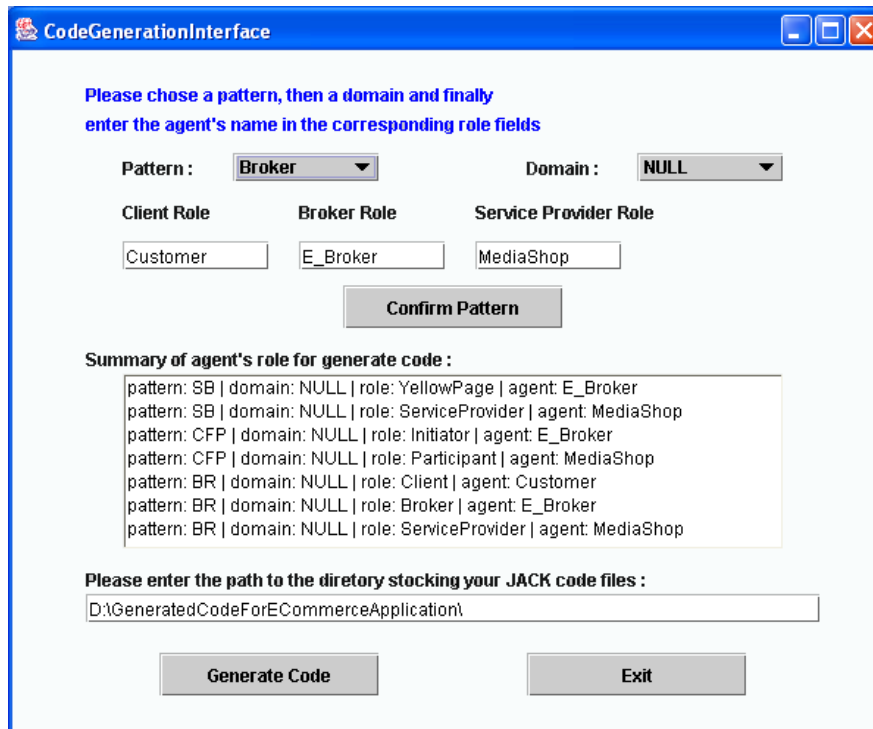 CodeGenerationInterface
Please chose a pattern, then a domain and finally
enter the agent's name in the corresponding role fields
Pattern : Broker Domain : NULL
Client Role Broker Role Service Provider Role
Customer E_Broker MediaShop
Confirm Pattern
Summary of agent's role for generate code :
pattern: SB | domain: NULL | role: YellowPage | agent: E_Broker
pattern: SB | domain: NULL | role: ServiceProvider | agent: MediaShop
pattern: CFP | domain: NULL | role: Initiator | agent: E_Broker
pattern: CFP | domain: NULL | role: Participant | agent: MediaShop
pattern: BR | domain: NULL | role: Client | agent: Customer
pattern: BR | domain: NULL | role: Broker | agent: E_Broker
pattern: BR | domain: NULL | role: ServiceProvider | agent: MediaShop
Please enter the path to the diretory stocking your JACK code files :
D:\GeneratedCodeForECommerceApplication\
Generate Code Exit